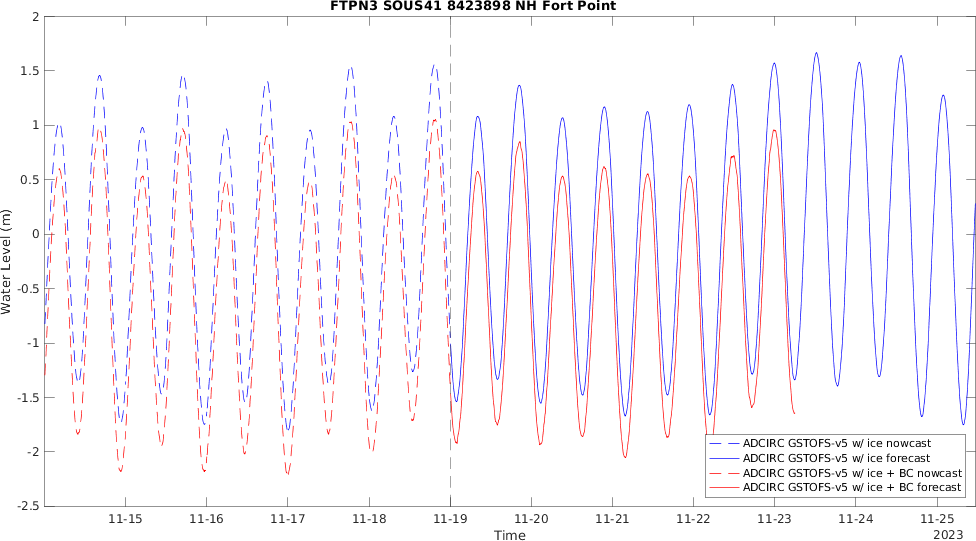 FTPN3 SOUS41 8423898 NH Fort Point
2
1.5
1
0.5
0
-0.5
-1
-1.5
-2
-2.5
Water Level (m)
ADCIRC GSTOFS-v5 w/ ice nowcast
ADCIRC GSTOFS-v5 w/ ice forecast
ADCIRC GSTOFS-v5 w/ ice + BC nowcast
ADCIRC GSTOFS-v5 w/ ice + BC forecast
11-15 11-16 11-17 11-18 11-19 11-20 11-21 11-22 11-23 11-24 11-25
Time 2023